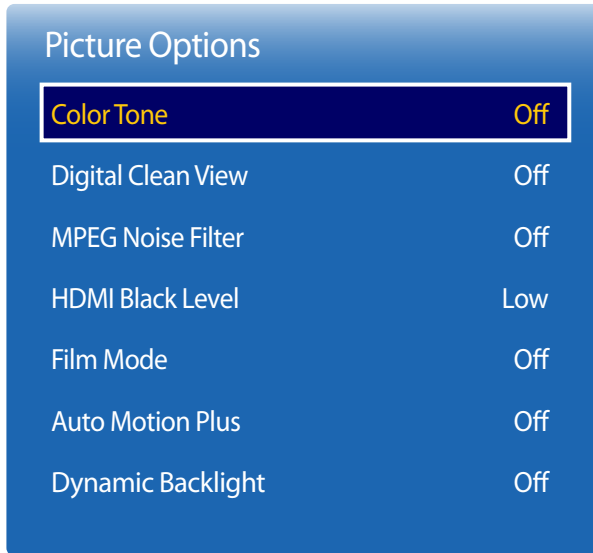 Picture Options
Color Tone Off
Digital Clean View Off
MPEG Noise Filter Off
HDMI Black Level Low
Film Mode Off
Auto Motion Plus Off
Dynamic Backlight Off